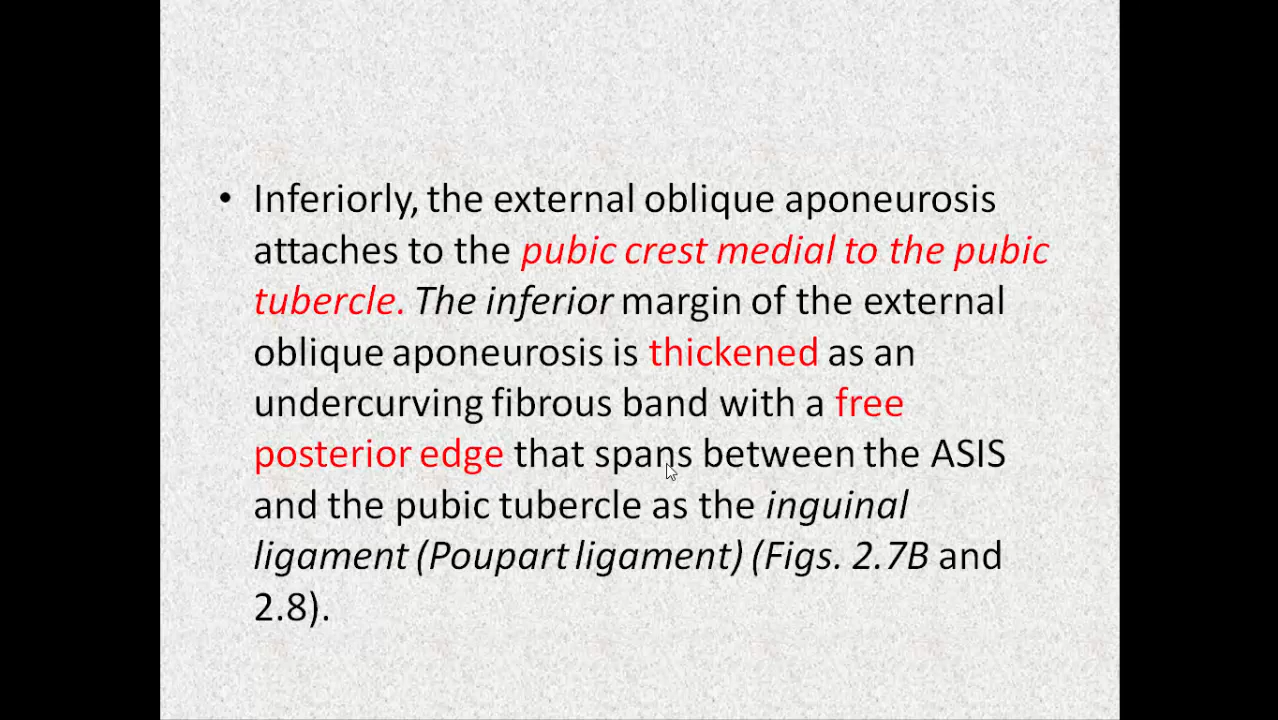 • Inferiorly, the external oblique aponeurosis
attaches to the pubic crest medial to the pubic
tubercle. The inferior margin of the external
oblique aponeurosis is thickened as an
undercurving fibrous band with a free
posterior edge that spans between the ASIS
and the pubic tubercle as the inguinal
ligament (Poupart ligament) (Figs. 2.7B and
2.8).